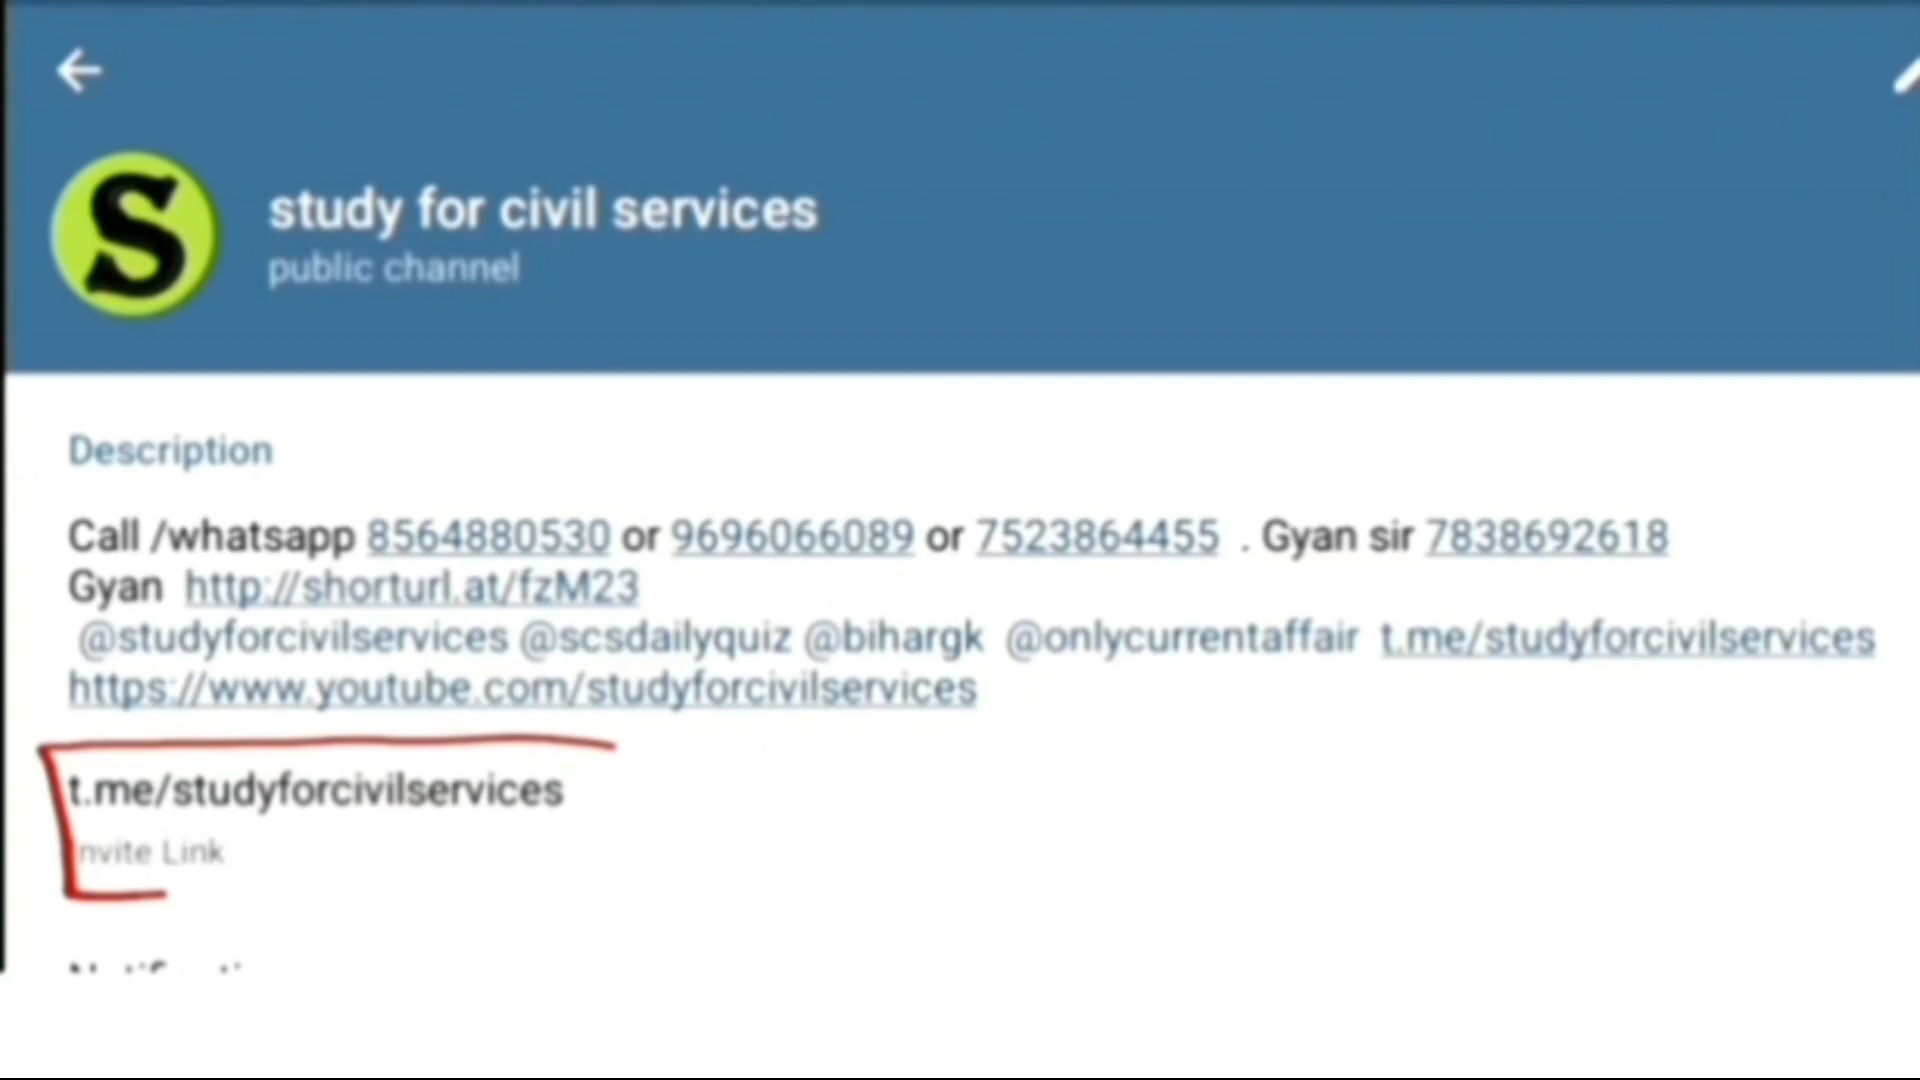 S
study for civil services
public channel
Description
Call /whatsapp 8564880530 or 9696066089 or 7523864455 . Gyan sir 7838692618
Gyan http://shorturl.at/fzM23
@studyforcivilservices @scsdailyquiz @bihargk @onlycurrentaffair t.me/studyforcivilservices
https://www.youtube.com/studyforcivilservices
t.me/studyforcivilservices
Invite Link